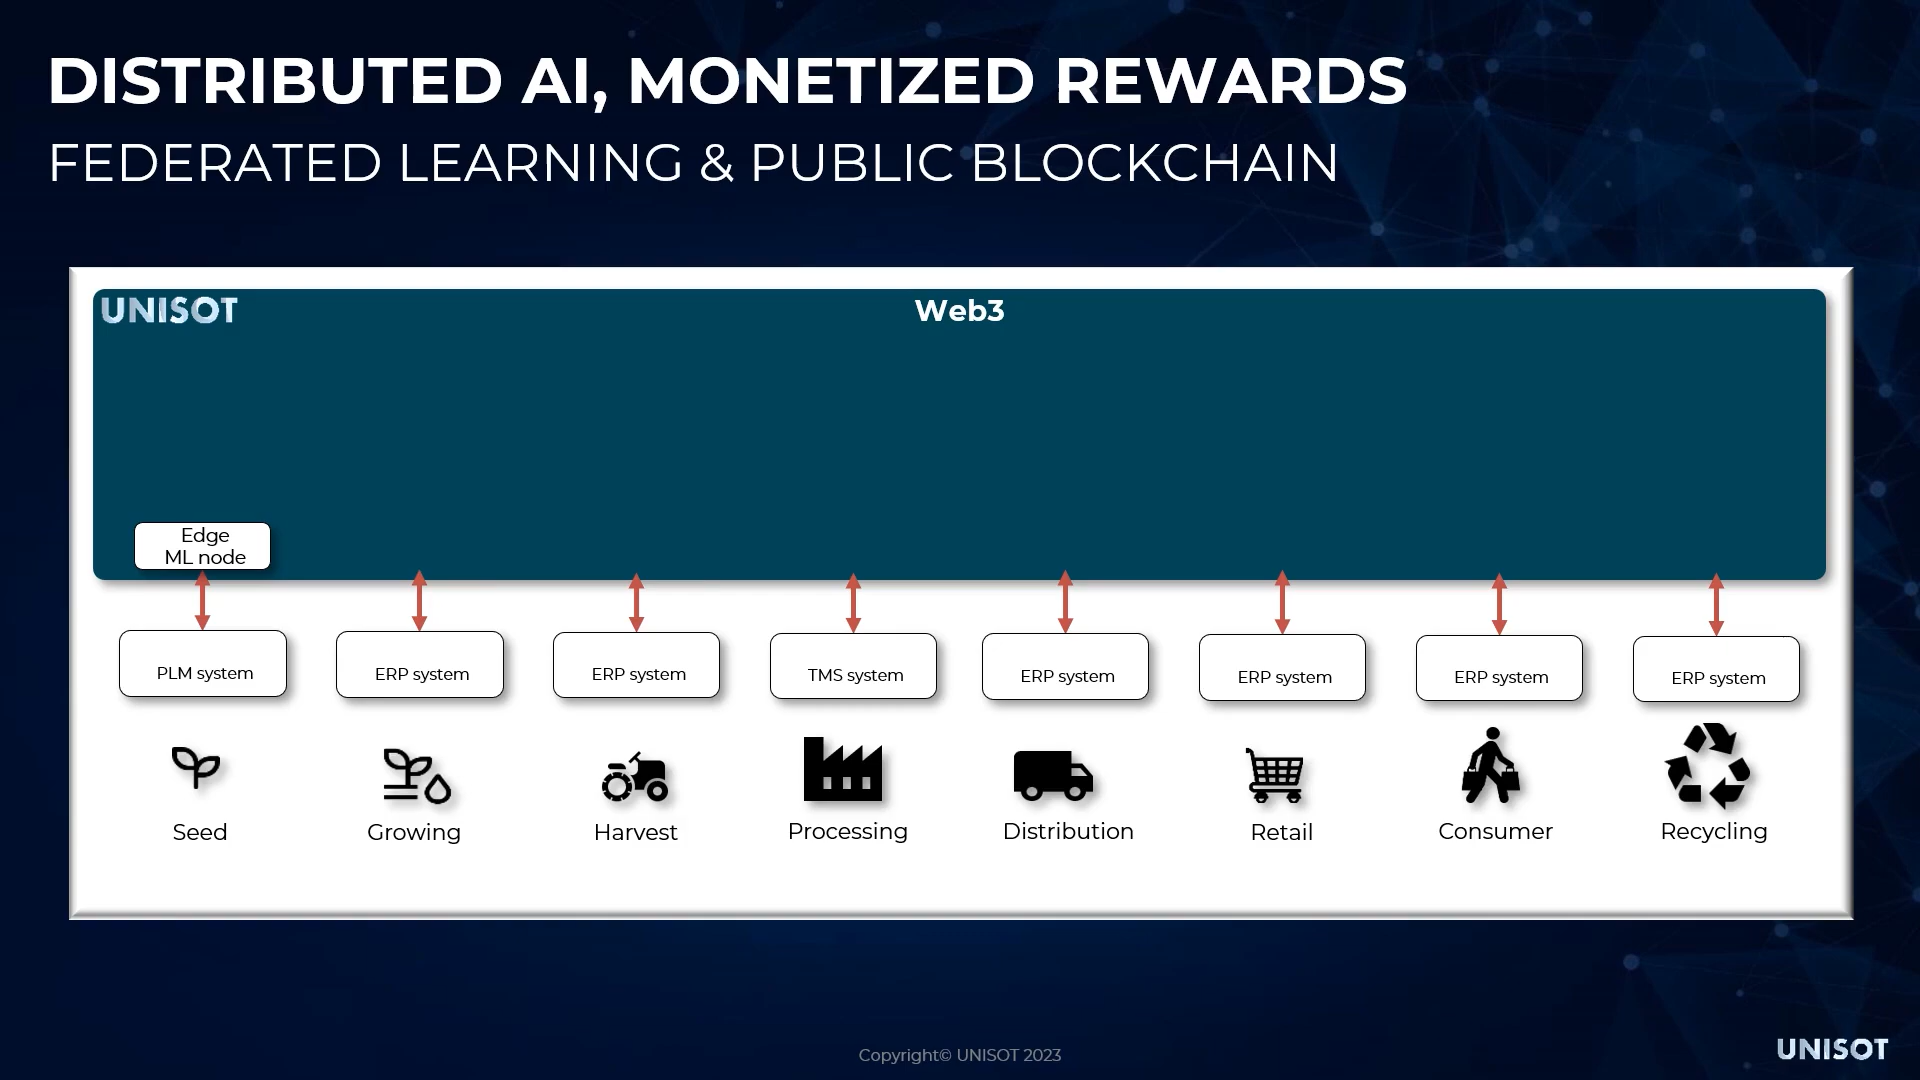 DISTRIBUTED AI, MONETIZED REWARDS
FEDERATED LEARNING & PUBLIC BLOCKCHAIN
UNISOT
Web3
Edge
ML node
PLM system
ERP system
ERP system
TMS system
ERP system
ERP system
ERP system
ERP system
Seed
Growing
Harvest
Processing
Distribution
Retail
Consumer
Recycling
Copyright© UNISOT 2023
UNISOT